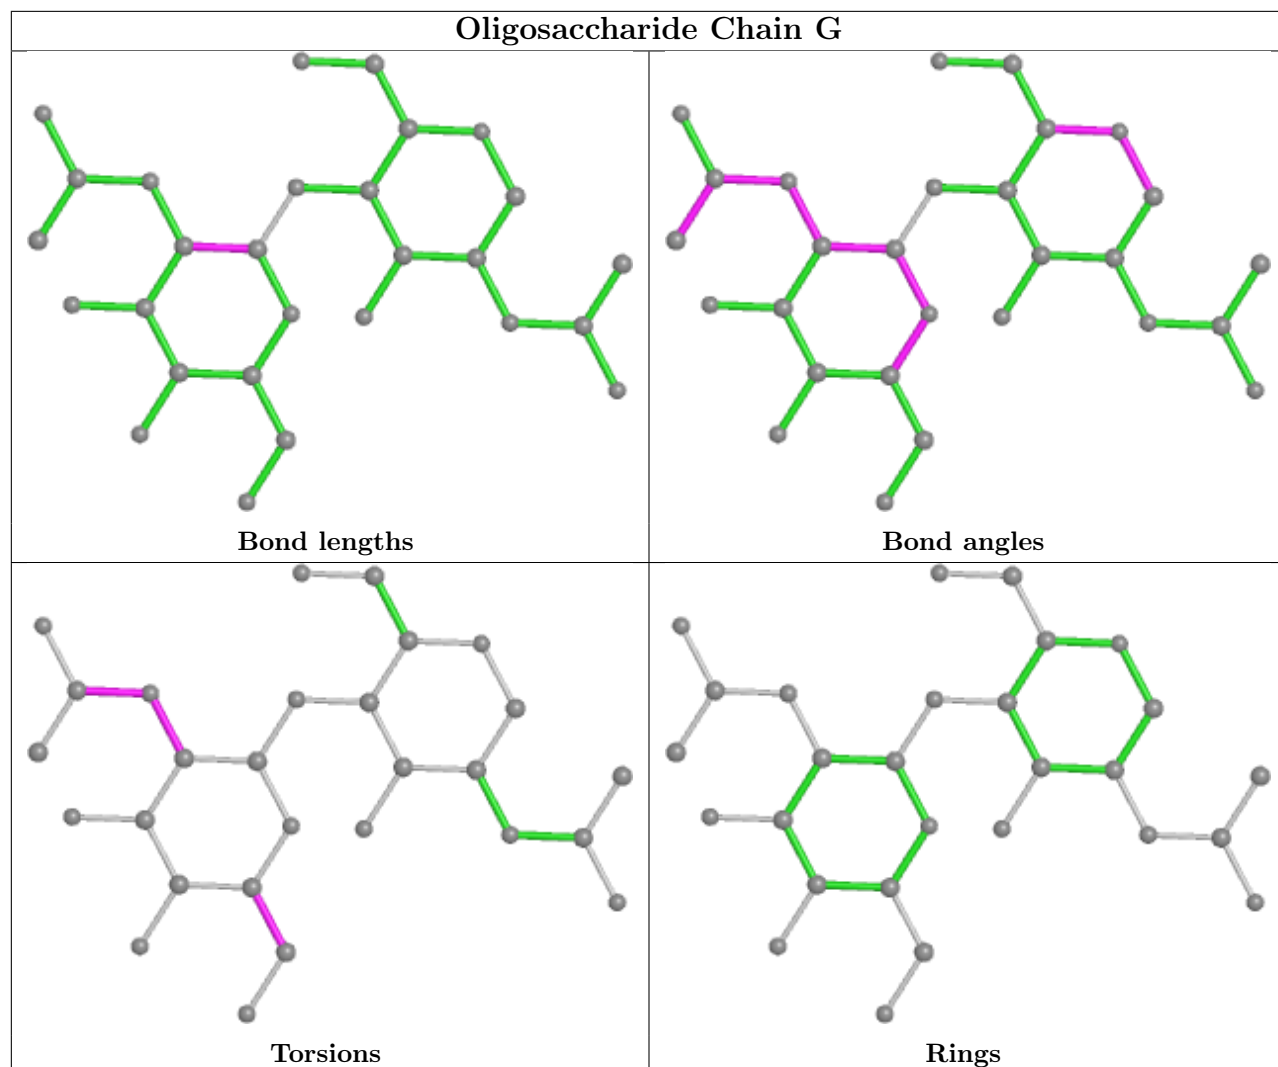 Oligosaccharide Chain G
Bond lengths
Bond angles
Torsions
Rings